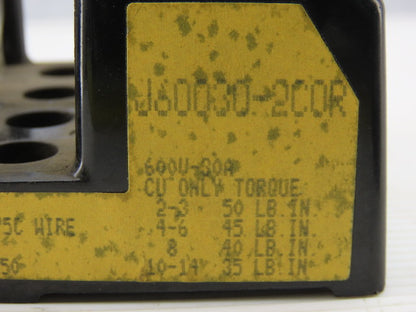 J60030-2COR
600V-30A
CU ONLY TORQUE
2-3 50 LB.IN.
75C WIRE 4-6 45 LB.IN.
8 40 LB.IN.
10-14 35 LB.IN.